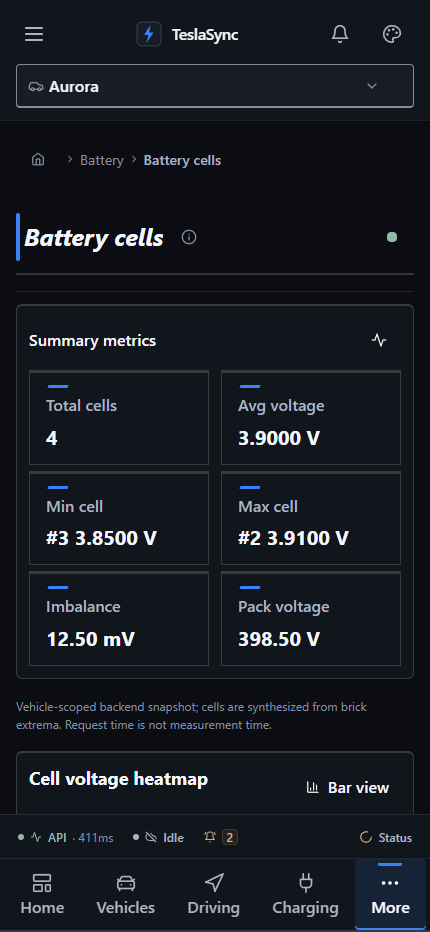 TeslaSync
Aurora
Battery
Battery cells
Battery cells
Summary metrics
Total cells
4
Avg voltage
3.9000 V
Min cell
#3 3.8500 V
Max cell
#2 3.9100 V
Imbalance
12.50 mV
Pack voltage
398.50 V
Vehicle-scoped backend snapshot; cells are synthesized from brick
extrema. Request time is not measurement time.
Cell voltage heatmap
Bar view
API · 411ms
Idle
2
Status
Home
Vehicles
Driving
Charging
More